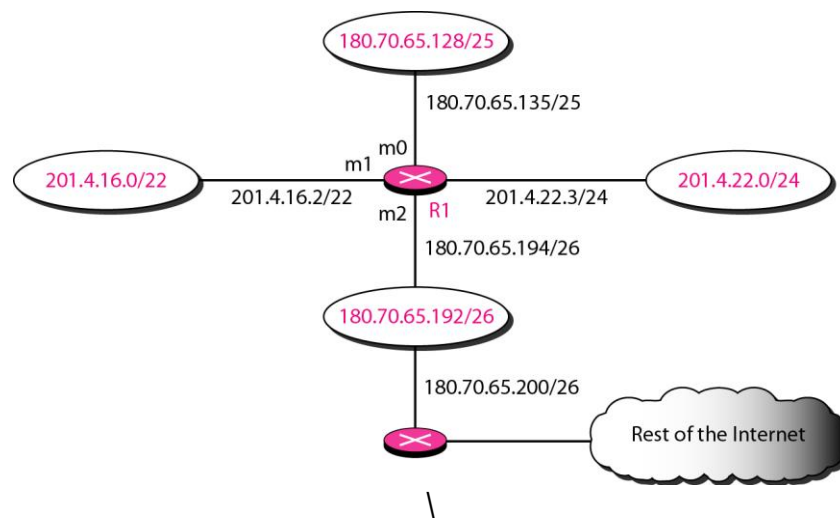 180.70.65.128/25
180.70.65.135/25
m0
m1
201.4.16.0/22
201.4.16.2/22
201.4.22.3/24
201.4.22.0/24
m2
R1
180.70.65.194/26
180.70.65.192/26
180.70.65.200/26
Rest of the Internet